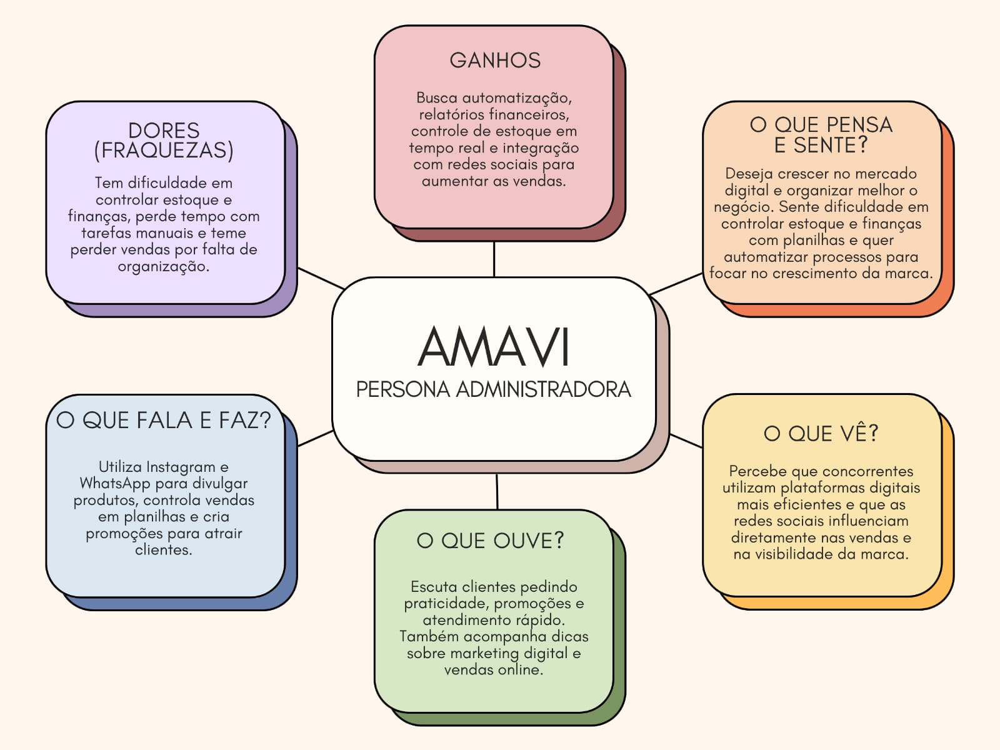 GANHOS
Busca automatização,
relatórios financeiros,
controle de estoque em
tempo real e integração
com redes sociais para
aumentar as vendas.
DORES
(FRAQUEZAS)
Tem dificuldade em
controlar estoque e
finanças, perde tempo com
tarefas manuais e teme
perder vendas por falta de
organização.
O QUE PENSA
E SENTE?
Deseja crescer no mercado
digital e organizar melhor o
negócio. Sente dificuldade em
controlar estoque e finanças
com planilhas e quer
automatizar processos para
focar no crescimento da marca.
AMAVI
PERSONA ADMINISTRADORA
O QUE FALA E FAZ?
Utiliza Instagram e
WhatsApp para divulgar
produtos, controla vendas
em planilhas e cria
promoções para atrair
clientes.
O QUE VÊ?
Percebe que concorrentes
utilizam plataformas digitais
mais eficientes e que as
redes sociais influenciam
diretamente nas vendas e
na visibilidade da marca.
O QUE OUVE?
Escuta clientes pedindo
praticidade, promoções e
atendimento rápido.
Também acompanha dicas
sobre marketing digital e
vendas online.